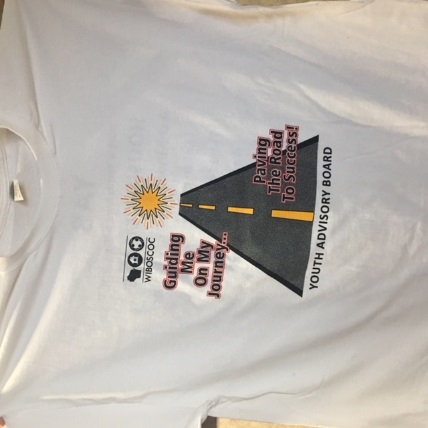 WIBOSCOC
Guiding
Me
On My
Journey...
Paving
The Road
To Success!
YOUTH ADVISORY BOARD